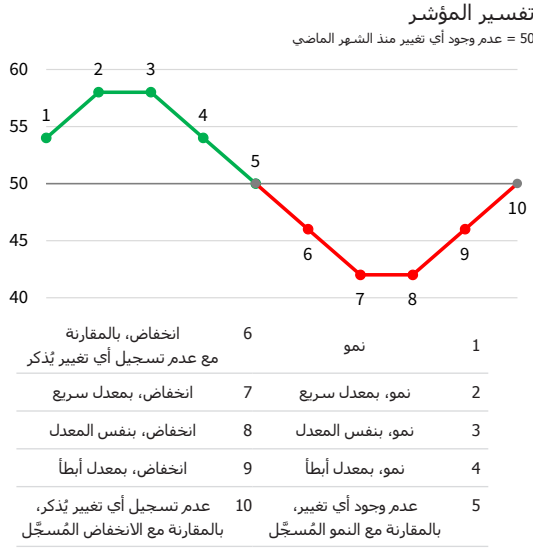 تفسير المؤشر
50 = عدم وجود أي تغيير منذ الشهر الماضي
60
55
50
45
40
1
2
3
4
5
6
7
8
9
10
1 نمو
2 نمو، بمعدل سريع
3 نمو، بنفس المعدل
4 نمو، بمعدل أبطأ
5 عدم وجود أي تغيير،
بالمقارنة مع النمو المُسجَّل
6 انخفاض، بالمقارنة
مع عدم تسجيل أي تغيير يُذكر
7 انخفاض، بمعدل سريع
8 انخفاض، بنفس المعدل
9 انخفاض، بمعدل أبطأ
10 عدم تسجيل أي تغيير يُذكر،
بالمقارنة مع الانخفاض المُسجَّل